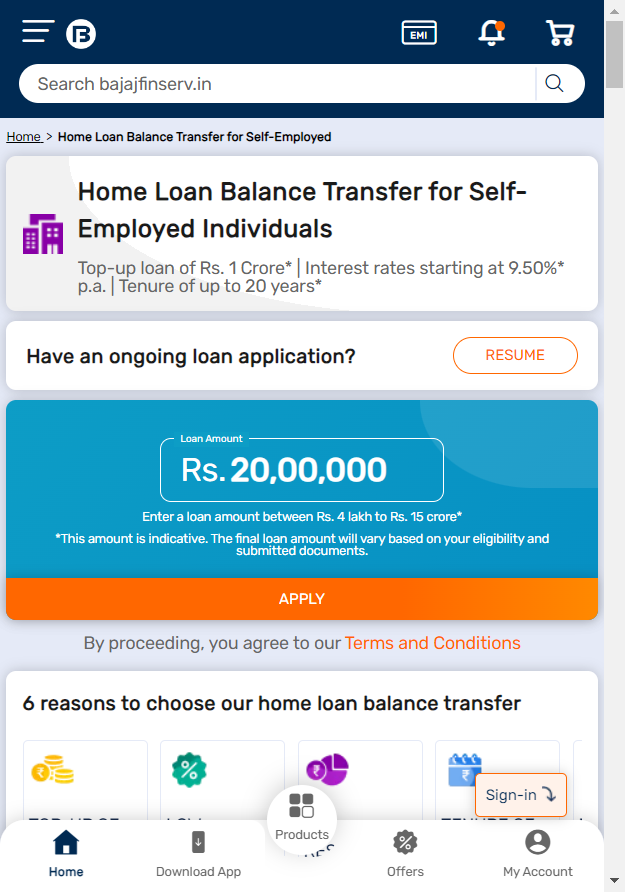 EMI
Search bajajfinserv.in
Home > Home Loan Balance Transfer for Self-Employed
Home Loan Balance Transfer for Self-
Employed Individuals
Top-up loan of Rs. 1 Crore* | Interest rates starting at 9.50%*
p.a. | Tenure of up to 20 years*
Have an ongoing loan application?
RESUME
Loan Amount
Rs. 20,00,000
Enter a loan amount between Rs. 4 lakh to Rs. 15 crore*
*This amount is indicative. The final loan amount will vary based on your eligibility and
submitted documents.
APPLY
By proceeding, you agree to our Terms and Conditions
6 reasons to choose our home loan balance transfer
Sign-in
Products
Home
Download App
Offers
My Account